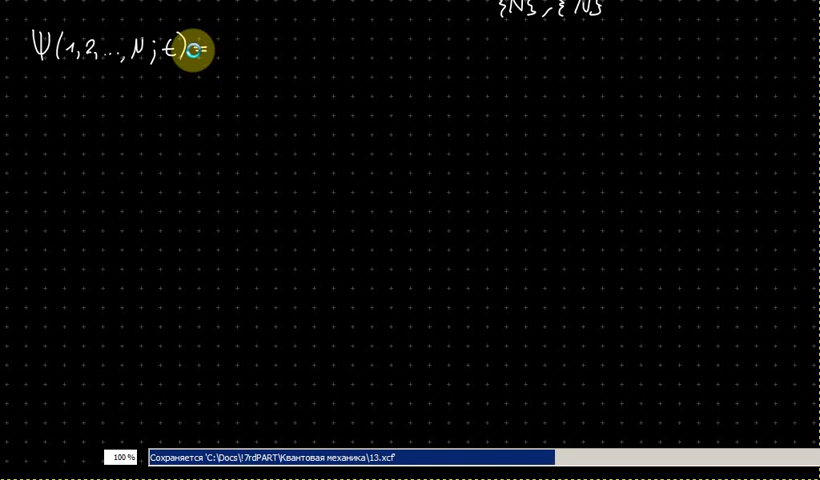 {N}, {N}
Ψ(1, 2, ..., N; t) =
100 %
Сохраняется 'C:\Docs\!7rdPART\Квантовая механика\13.xcf'